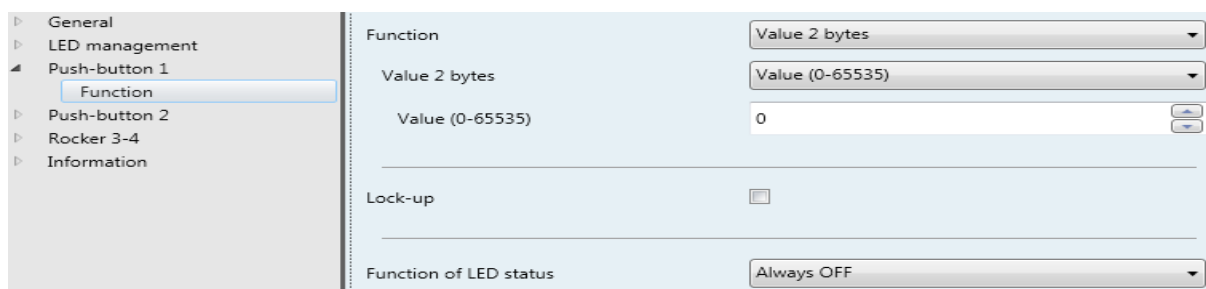 General
LED management
Push-button 1
Function
Push-button 2
Rocker 3-4
Information
Function
Value 2 bytes
Value 2 bytes
Value (0-65535)
Value (0-65535)
0
Lock-up
Function of LED status
Always OFF